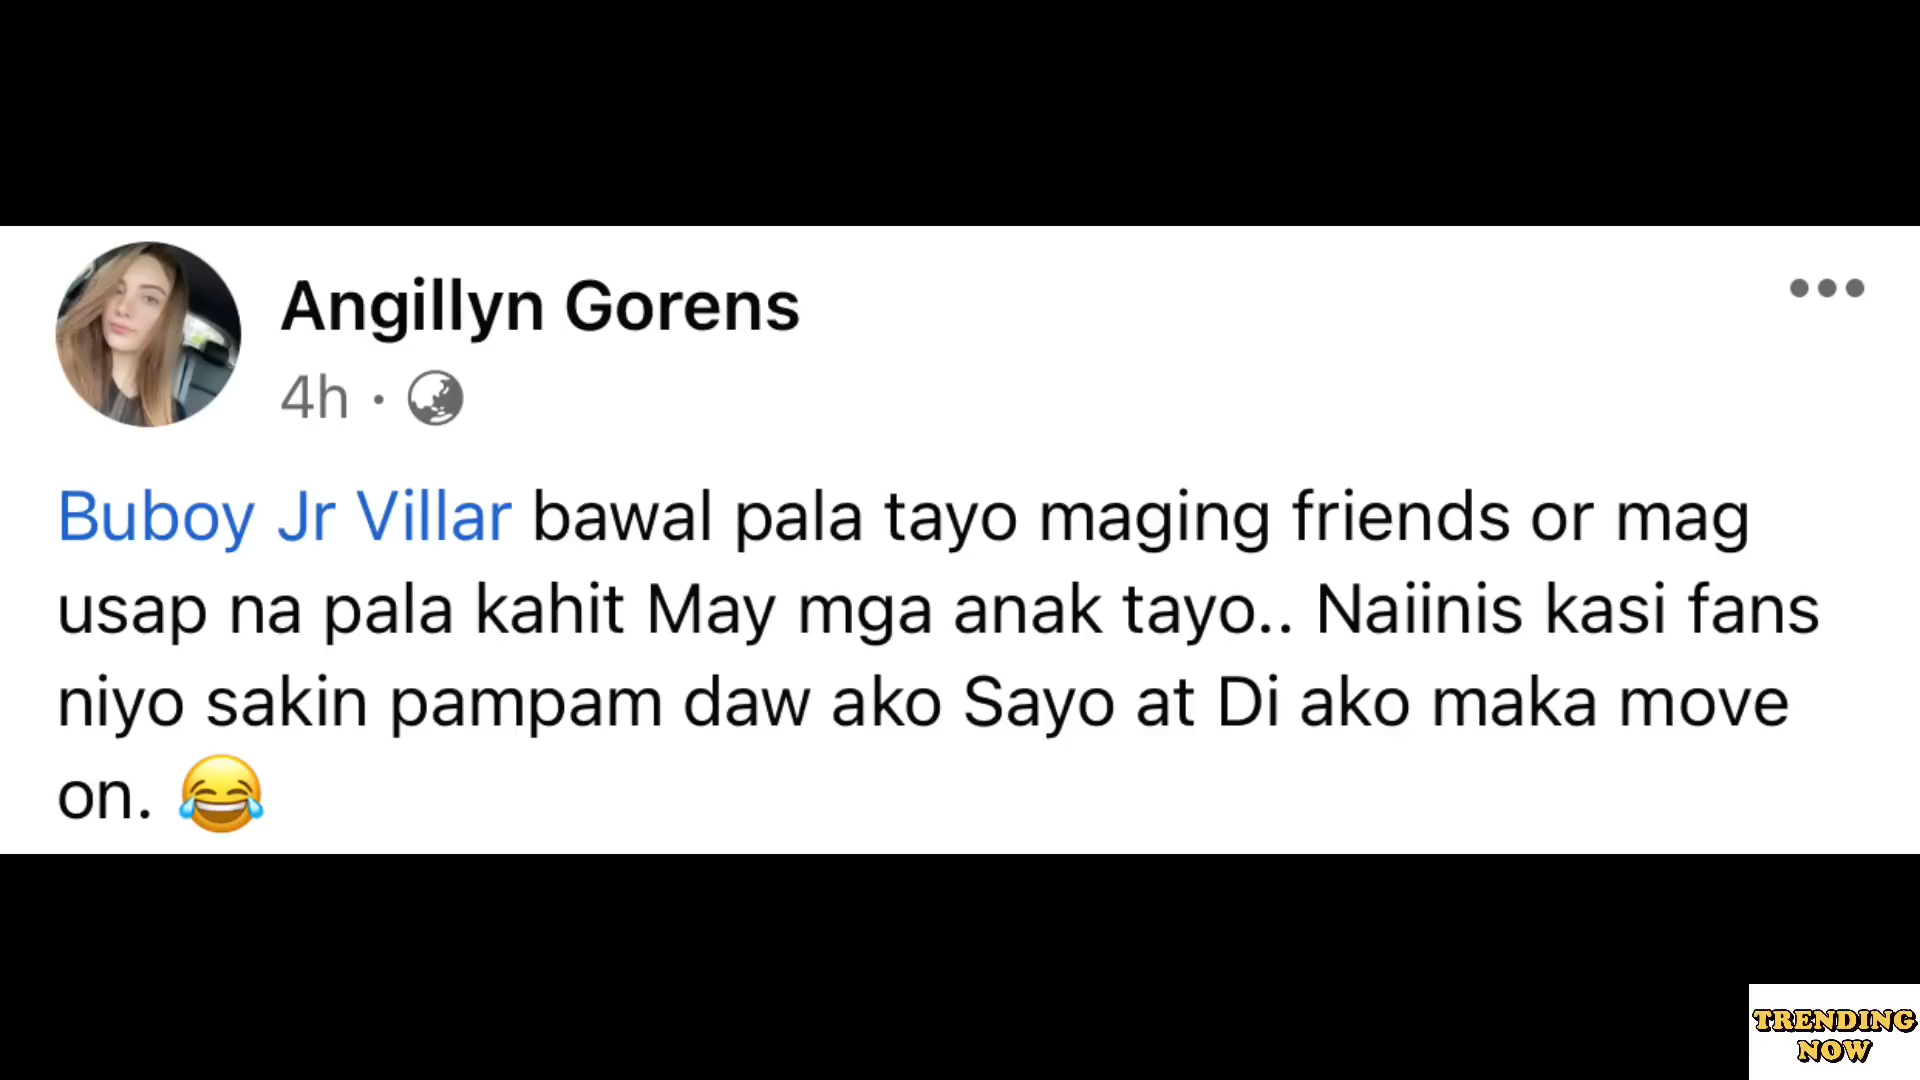 Angillyn Gorens
4h ·
Buboy Jr Villar bawal pala tayo maging friends or mag
usap na pala kahit May mga anak tayo.. Naiinis kasi fans
niyo sakin pampam daw ako Sayo at Di ako maka move
on. 😂
TRENDING
NOW